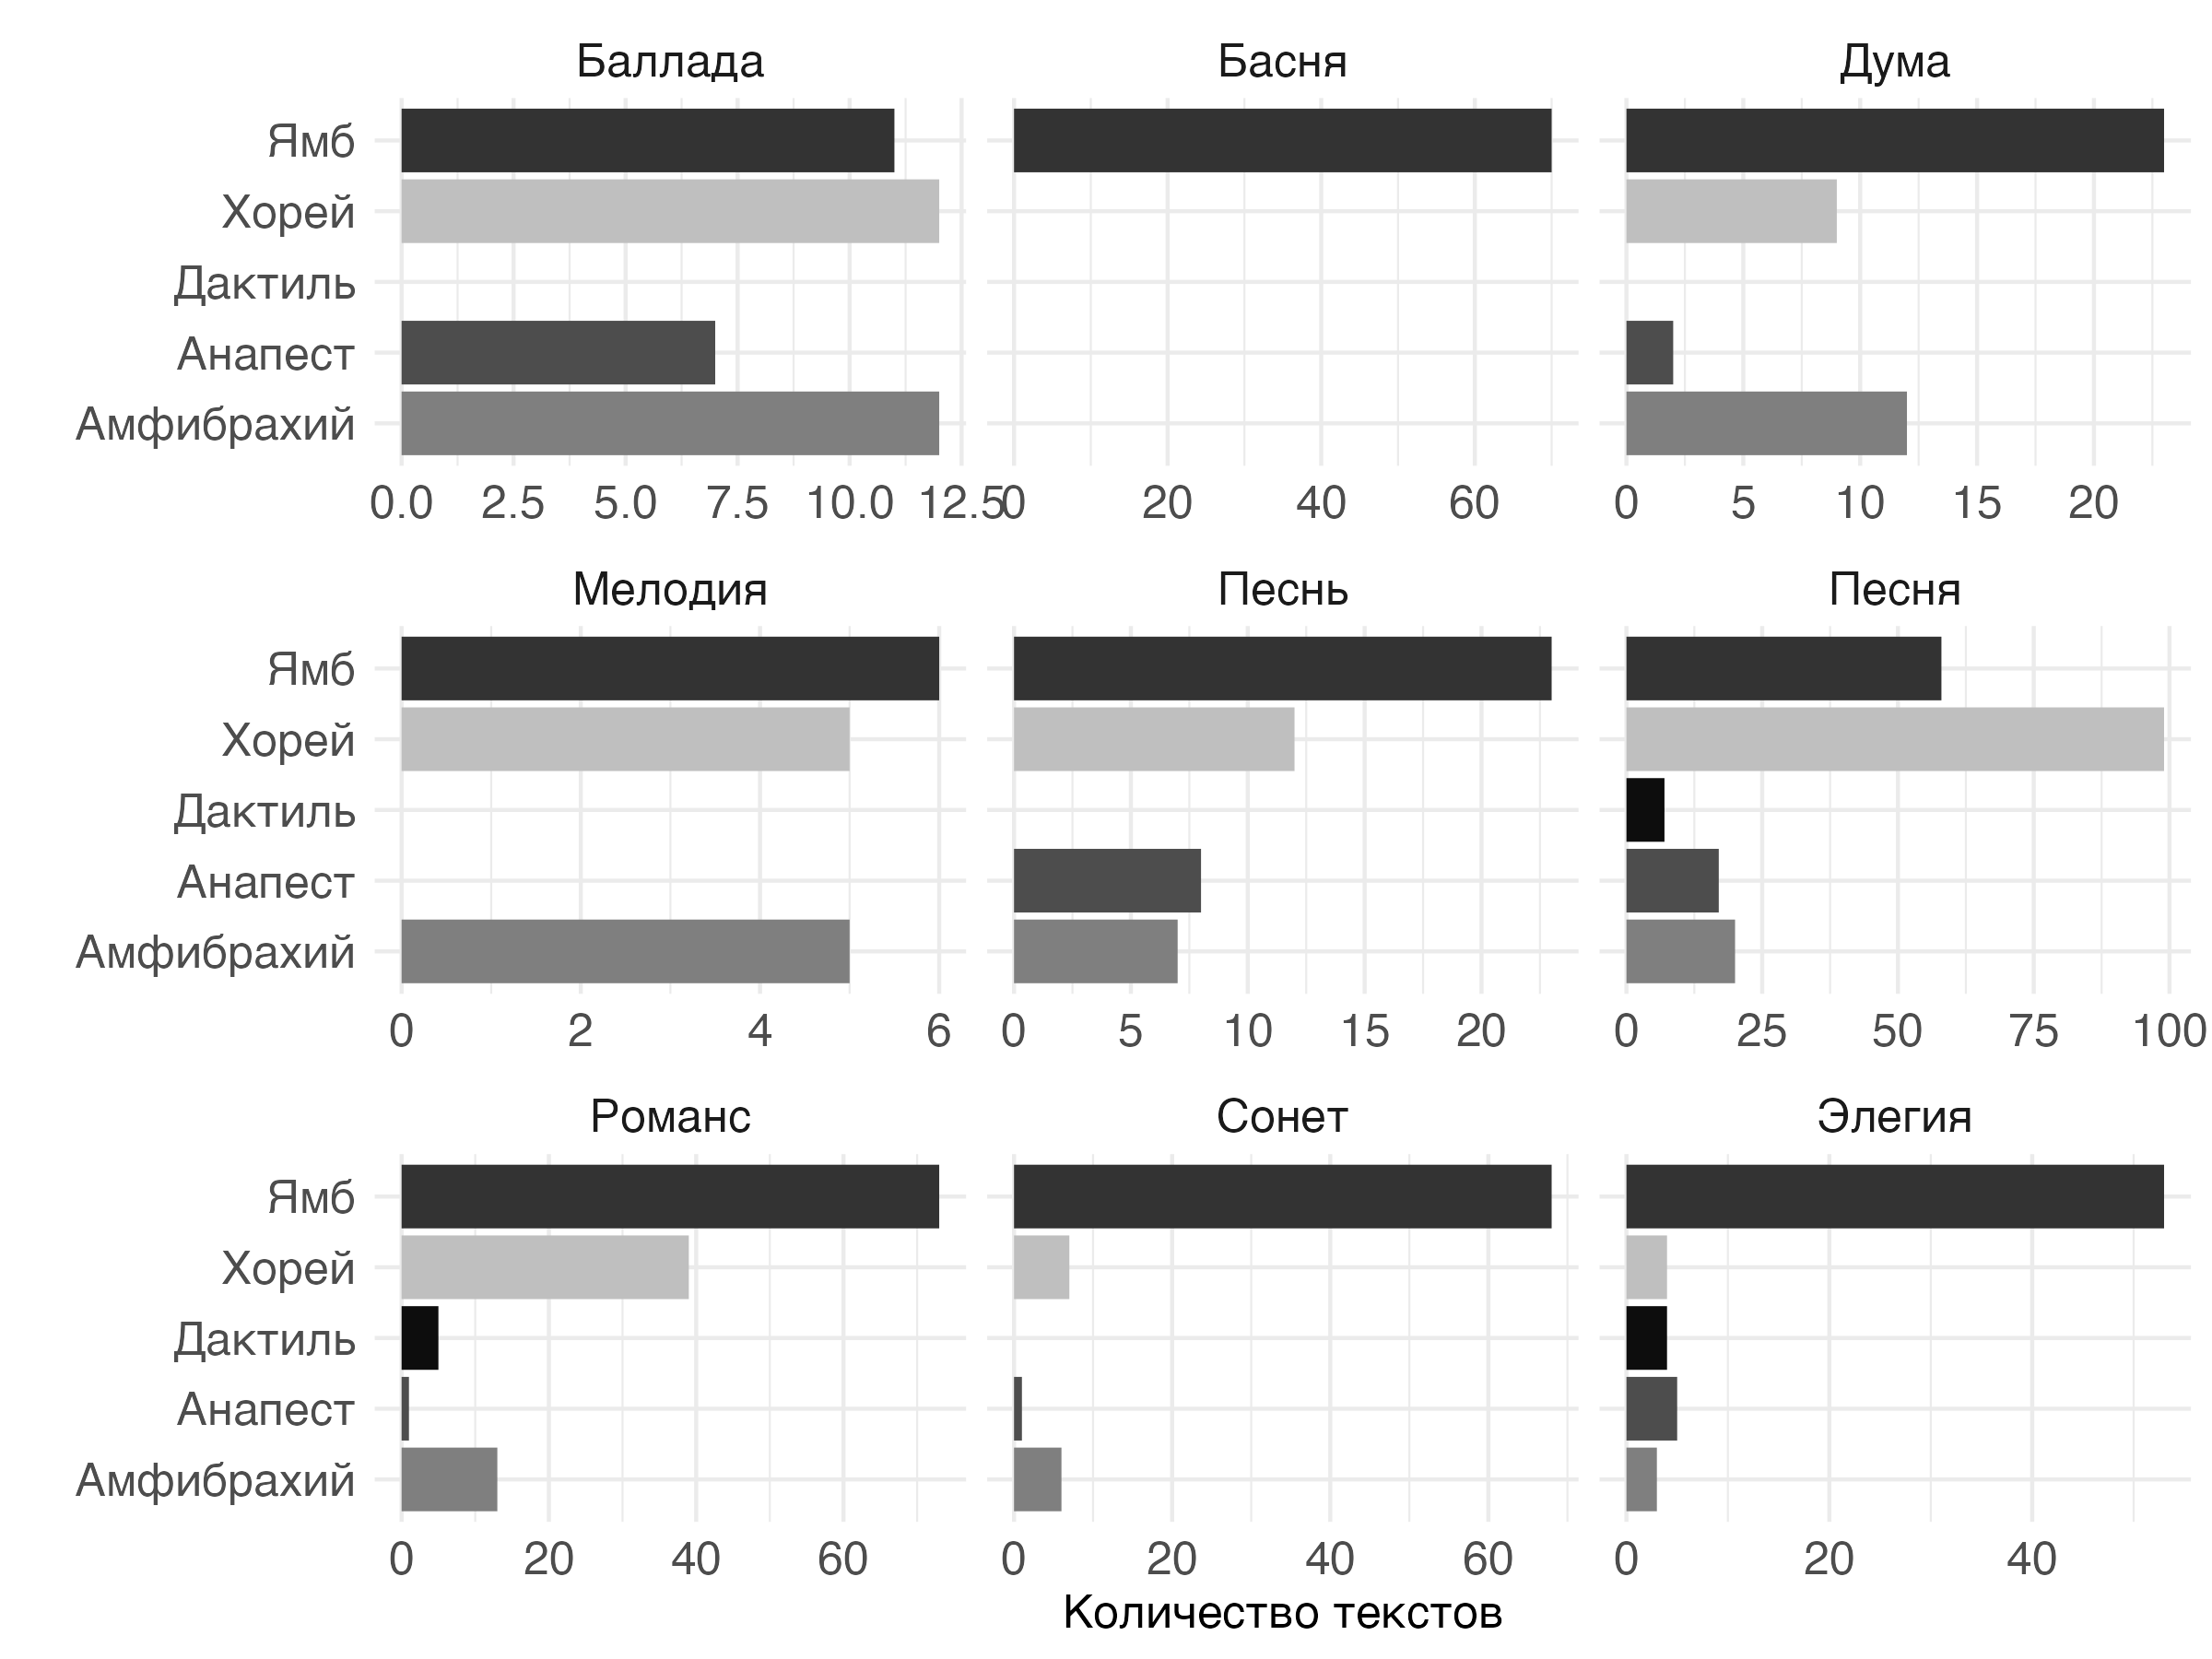 Баллада Басня Дума
Ямб
Хорей
Дактиль
Анапест
Амфибрахий
0.0 2.5 5.0 7.5 10.0 12.5 0 20 40 60 0 5 10 15 20
Мелодия Песнь Песня
Ямб
Хорей
Дактиль
Анапест
Амфибрахий
0 2 4 6 0 5 10 15 20 0 25 50 75 100
Романс Сонет Элегия
Ямб
Хорей
Дактиль
Анапест
Амфибрахий
0 20 40 60 0 20 40 60 0 20 40
Количество текстов